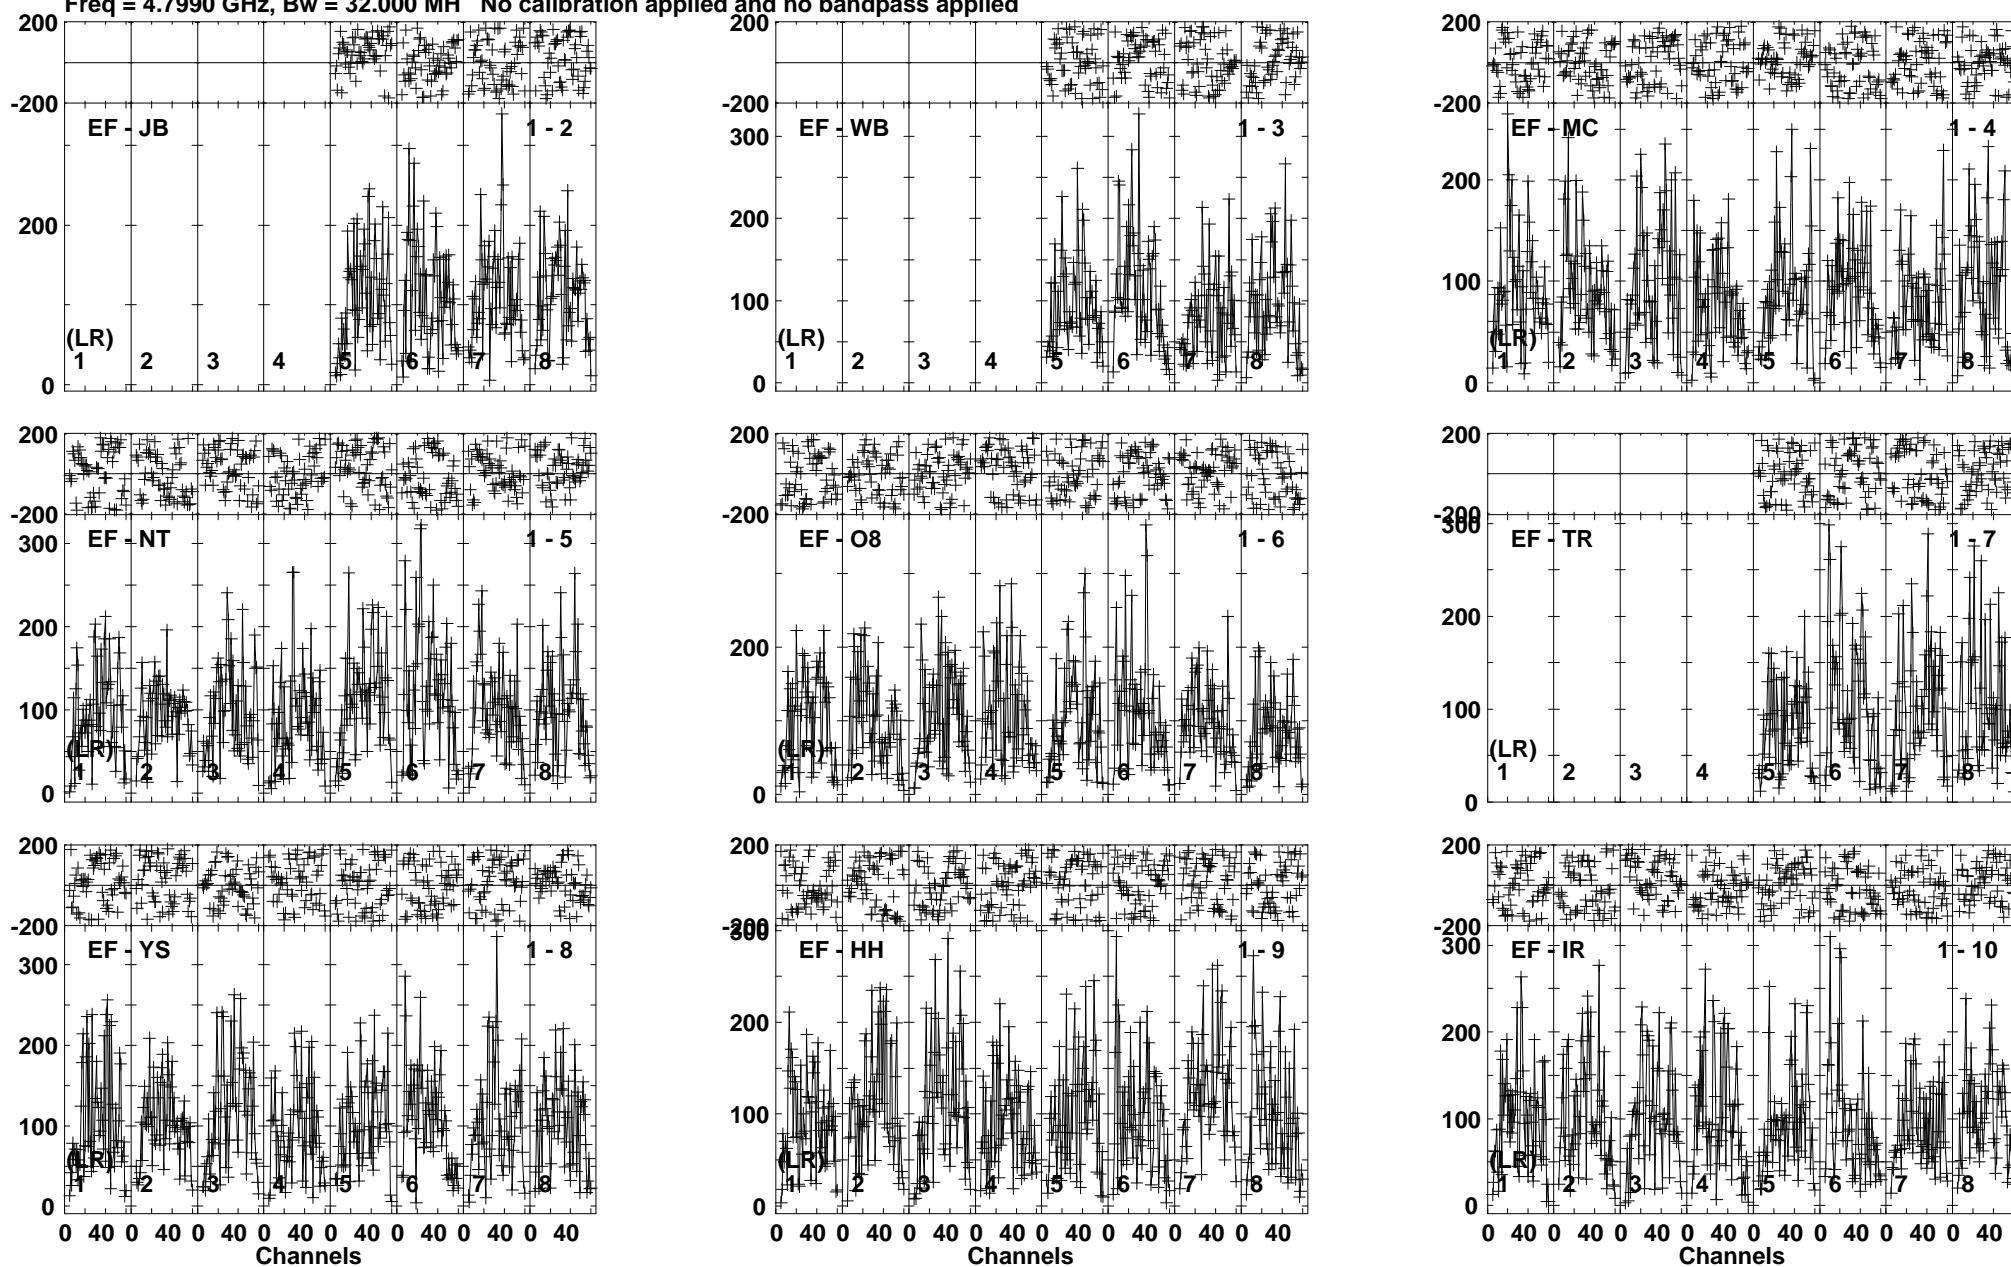 Freq = 4.7990 GHz, Bw = 32.000 MH No calibration applied and no bandpass applied
200 200 200
-200 -200 -200
EF - JB 1 - 2 EF - WB 1 - 3 EF - MC 1 - 4
300
200 200 200
100 100
(LR) (LR) (LR)
1 2 3 4 5 6 7 8 1 2 3 4 5 6 7 8 1 2 3 4 5 6 7 8
0 0 0
200 200 200
-200 -200 -200
300 300
EF - NT 1 - 5 EF - O8 1 - 6 EF - TR 1 - 7
200 200 200
100 100
(LR) (LR) (LR)
1 2 3 4 5 6 7 8 1 2 3 4 5 6 7 8 1 2 3 4 5 6 7 8
0 0 0
200 200 200
-200 -200 -200
300 300 300
EF - YS 1 - 8 EF - HH 1 - 9 EF - IR 1 - 10
200 200 200
100 100 100
(LR) (LR) (LR)
1 2 3 4 5 6 7 8 1 2 3 4 5 6 7 8 1 2 3 4 5 6 7 8
0 0 0
0 40 0 40 0 40 0 40 0 40 0 40 0 40 0 40 0 40 0 40 0 40 0 40 0 40 0 40 0 40 0 40 0 40 0 40 0 40 0 40 0 40 0 40 0 40 0 40
Channels Channels Channels